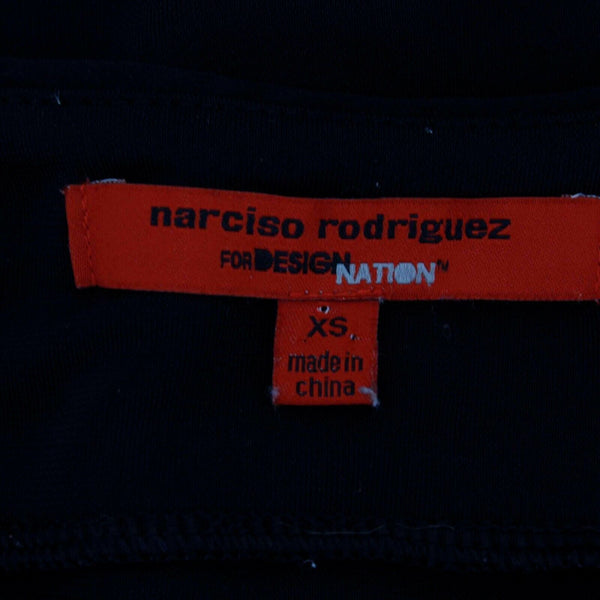 narciso rodriguez
FOR DESIGN NATION™
XS
made in
china